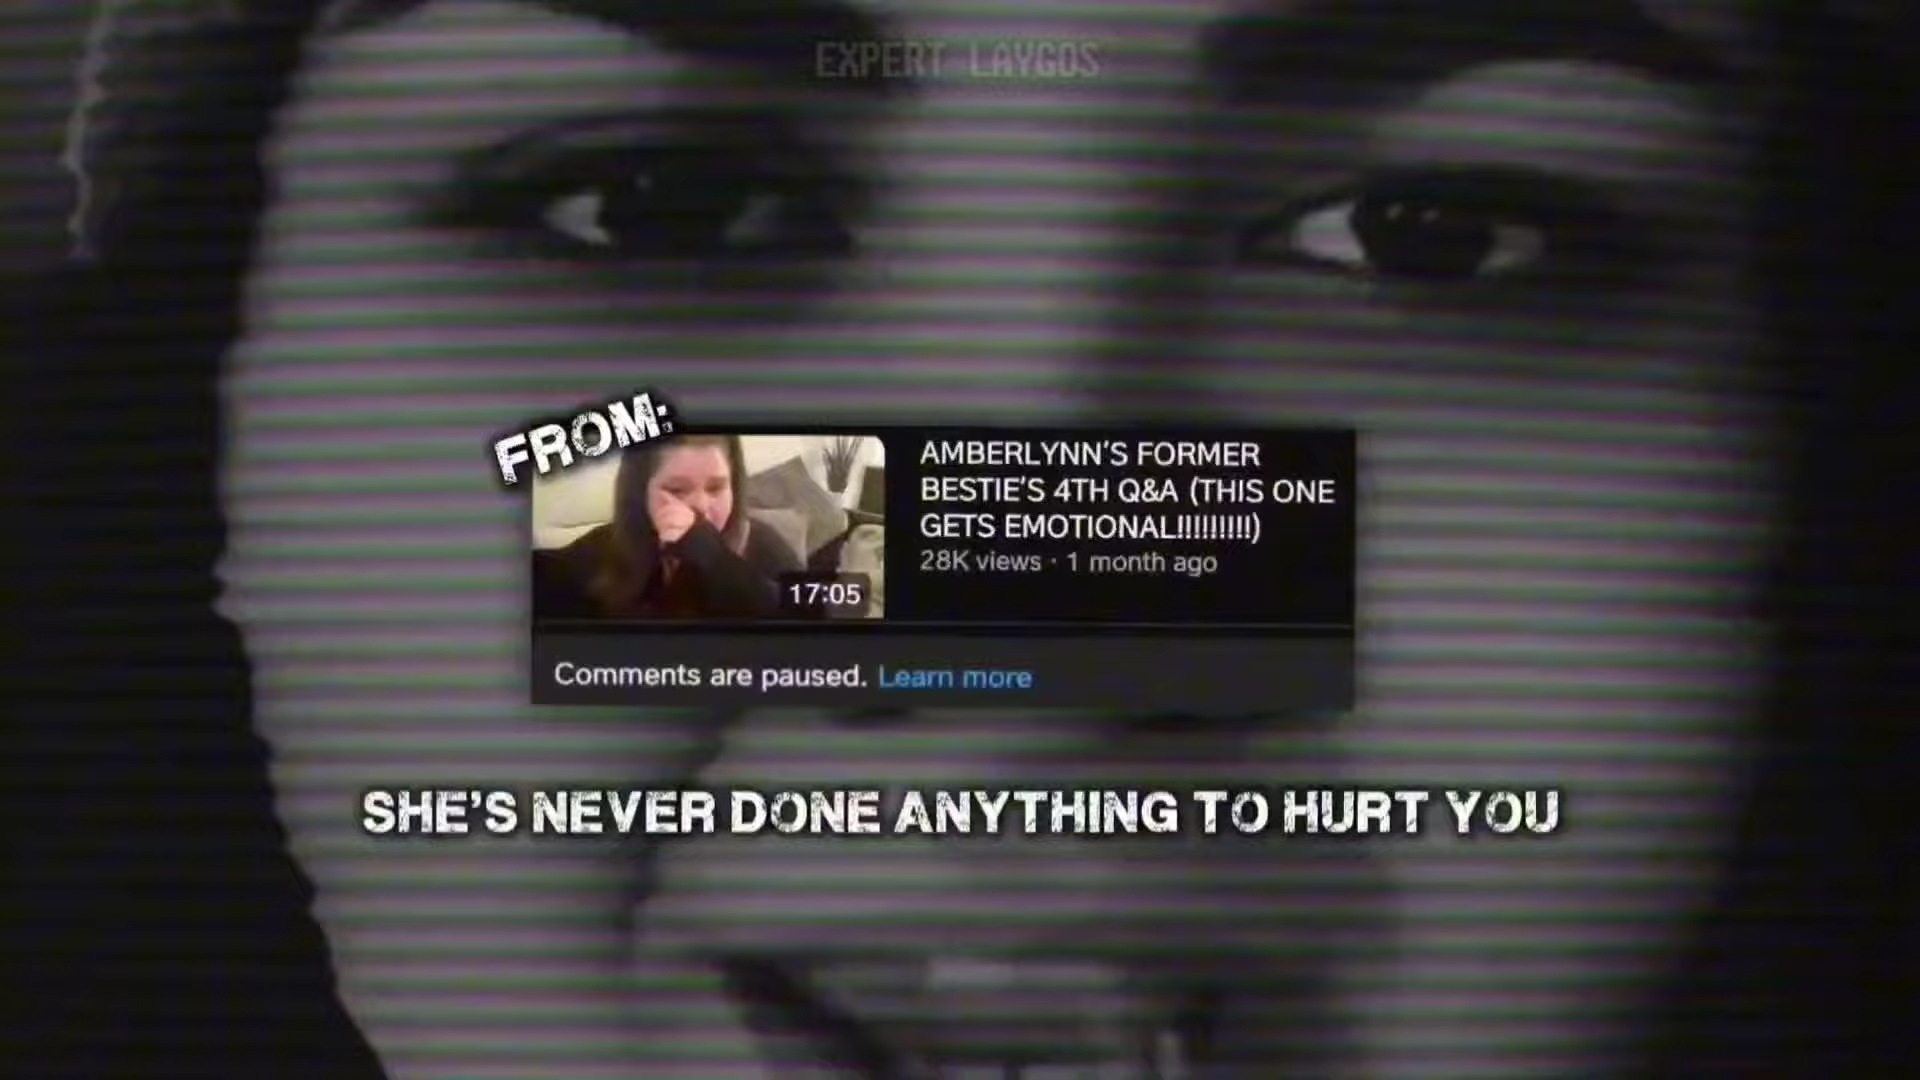 EXPERT LAYGOS
FROM:
AMBERLYNN'S FORMER
BESTIE'S 4TH Q&A (THIS ONE
GETS EMOTIONAL!!!!!!!!!)
28K views · 1 month ago
17:05
Comments are paused. Learn more
SHE'S NEVER DONE ANYTHING TO HURT YOU